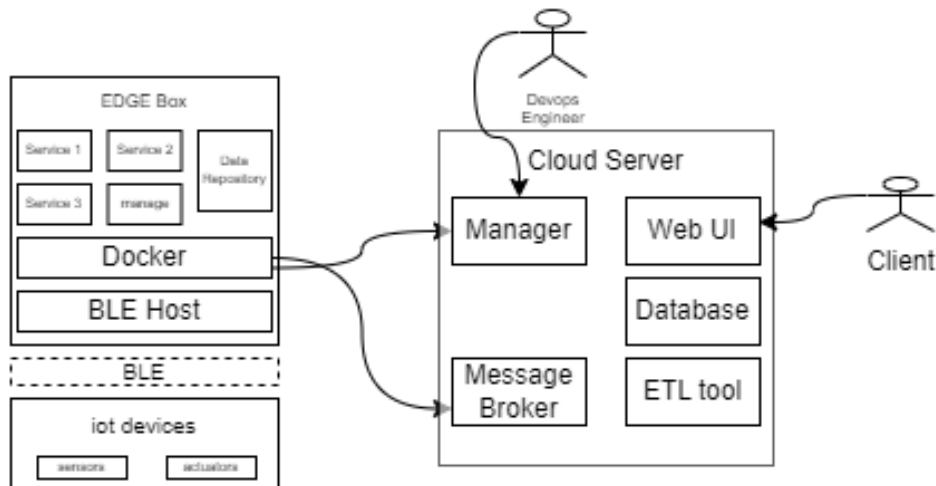 Devops
Engineer
EDGE Box
Service 1
Service 2
Data
Repository
Service 3
manage
Docker
BLE Host
BLE
iot devices
sensors
actuators
Cloud Server
Manager
Web UI
Database
Message
Broker
ETL tool
Client